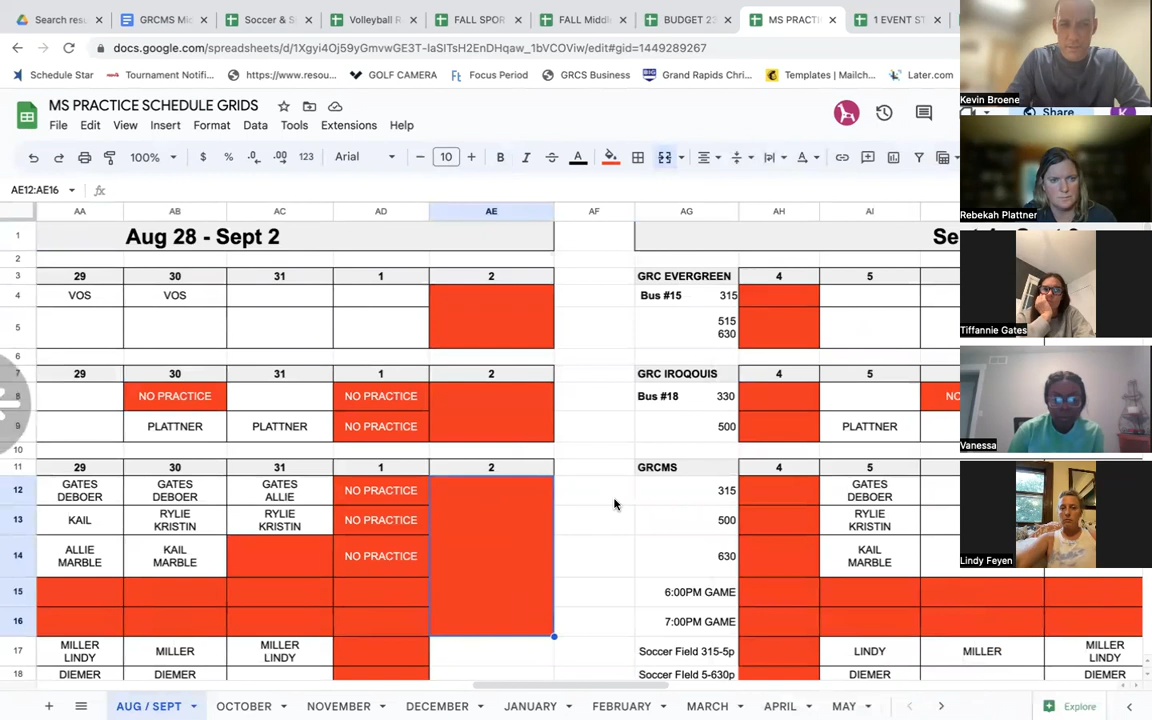 Search resu
GRCMS Mi
Soccer & S
Volleyball R
FALL SPOR
FALL Middl
BUDGET 23
MS PRACTI
1 EVENT ST
docs.google.com/spreadsheets/d/1Xgyi4Oj59yGmvwGE3T-IaSlTsH2EnDHqaw_1bVCOViw/edit#gid=1449289267
Schedule Star
Tournament Notifi...
https://www.resou...
GOLF CAMERA
Focus Period
GRCS Business
Grand Rapids Chri...
Templates | Mailch...
Later.com
MS PRACTICE SCHEDULE GRIDS
Share
File Edit View Insert Format Data Tools Extensions Help
100% $ % .0 .00 123 Arial 10 B I A
AE12:AE16 fx
AA AB AC AD AE AF AG AH AI
1 Aug 28 - Sept 2
2
3 29 30 31 1 2 GRC EVERGREEN 4 5
4 VOS VOS Bus #15 315
5 515
630
6
7 29 30 31 1 2 GRC IROQOUIS 4 5
8 NO PRACTICE NO PRACTICE Bus #18 330
9 PLATTNER PLATTNER NO PRACTICE 500 PLATTNER
10
11 29 30 31 1 2 GRCMS 4 5
12 GATES DEBOER GATES DEBOER GATES ALLIE NO PRACTICE 315 GATES DEBOER
13 KAIL RYLIE KRISTIN RYLIE KRISTIN NO PRACTICE 500 RYLIE KRISTIN
14 ALLIE MARBLE KAIL MARBLE NO PRACTICE 630 KAIL MARBLE
15 6:00PM GAME
16 7:00PM GAME
17 MILLER LINDY MILLER MILLER LINDY Soccer Field 315-5p LINDY MILLER MILLER LINDY
18 DIEMER DIEMER Soccer Field 5-630p DIEMER DIEMER
AUG / SEPT OCTOBER NOVEMBER DECEMBER JANUARY FEBRUARY MARCH APRIL MAY Explore
Kevin Broene
Rebekah Plattner
Tiffannie Gates
Vanessa
Lindy Feyen